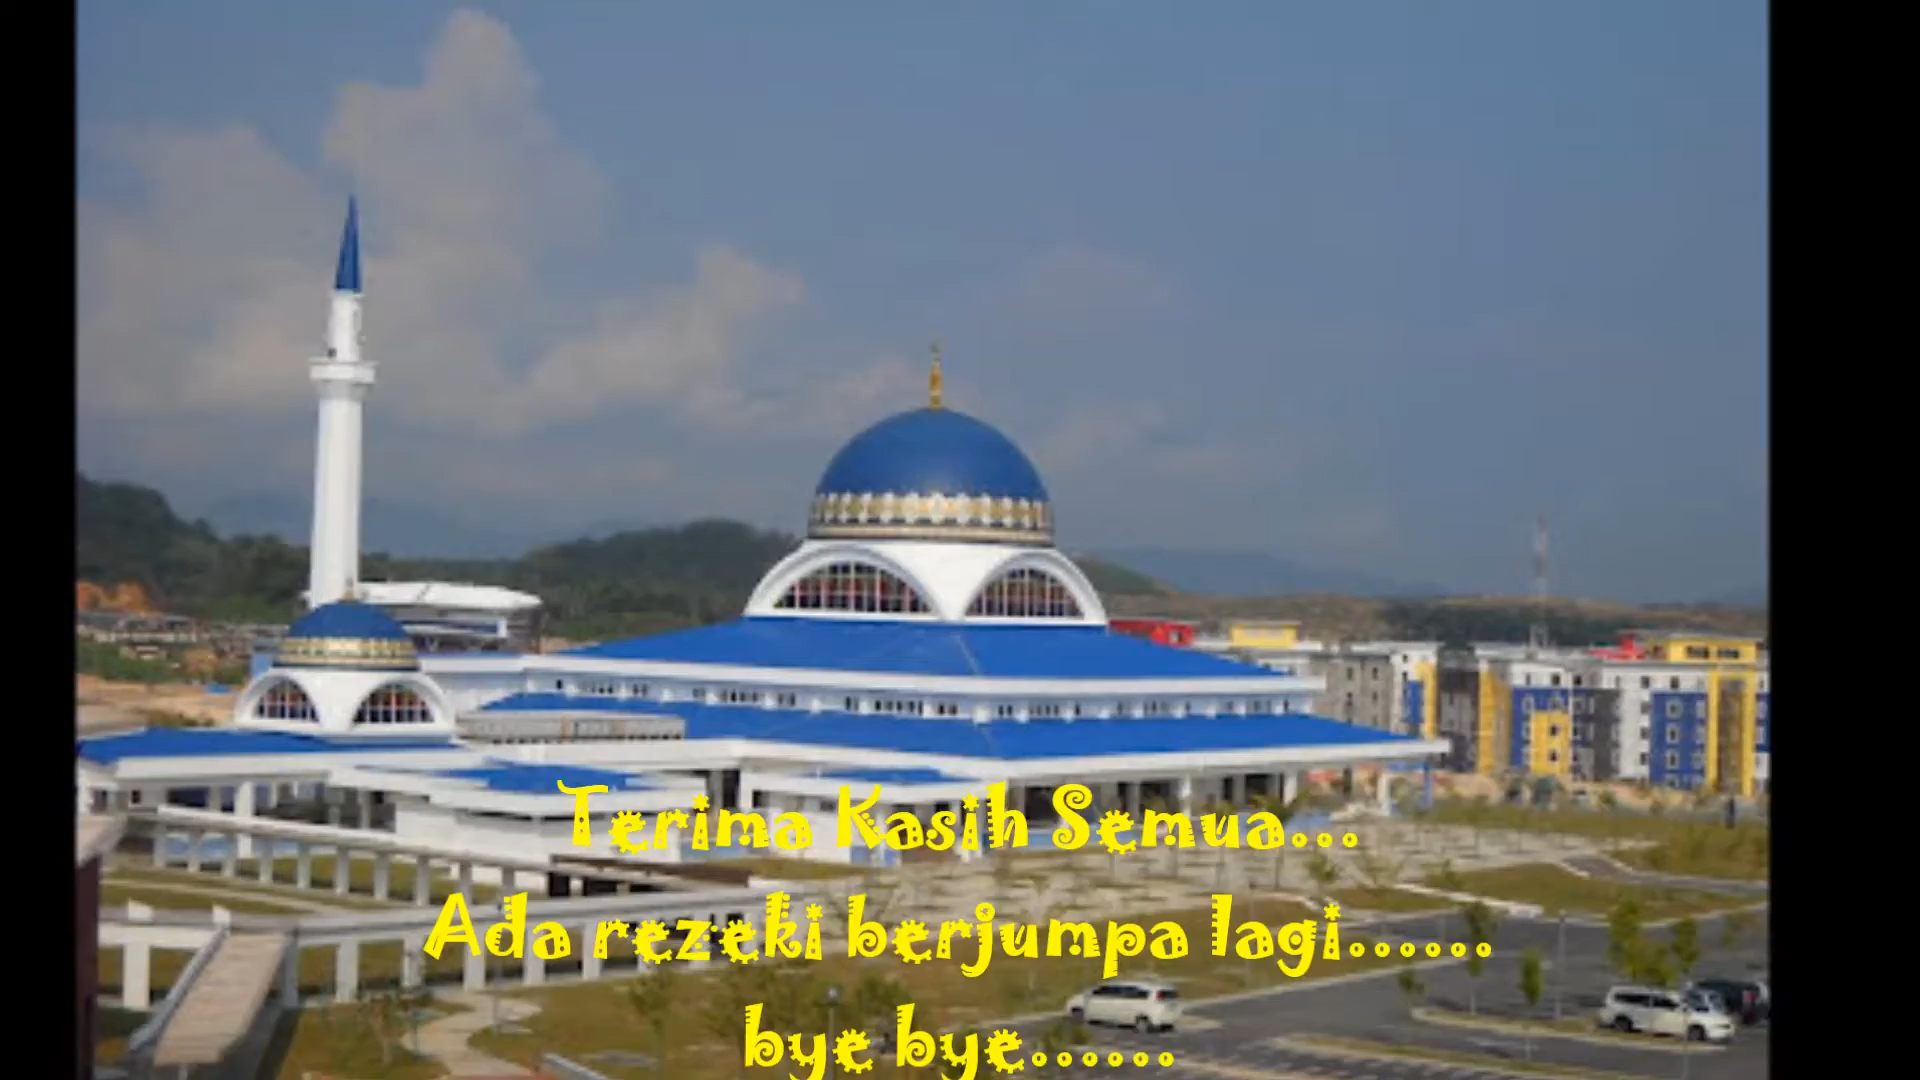 Terima Kasih Semua...
Ada rezeki berjumpa lagi......
bye bye......